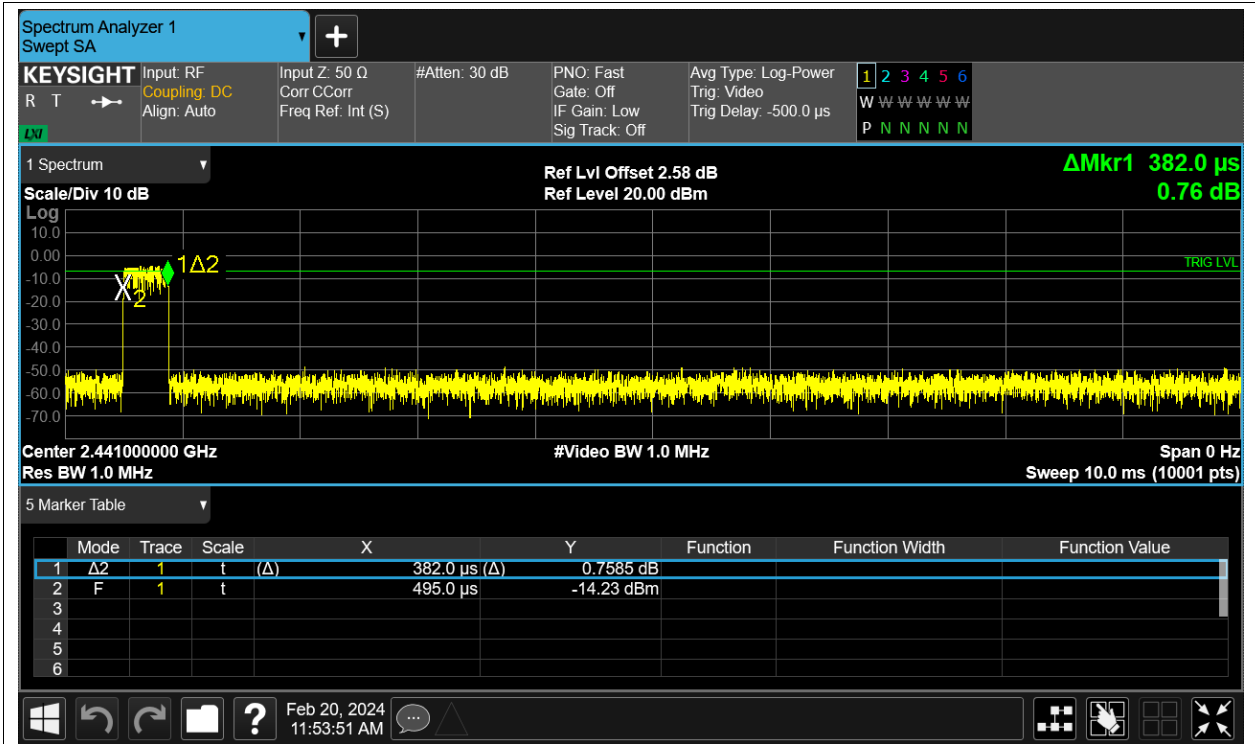 Spectrum Analyzer 1
Swept SA
+
KEYSIGHT Input: RF Input Z: 50 Ω #Atten: 30 dB PNO: Fast Avg Type: Log-Power 1 2 3 4 5 6
R T Coupling: DC Corr CCorr Gate: Off Trig: Video W W W W W W
Align: Auto Freq Ref: Int (S) IF Gain: Low Trig Delay: -500.0 µs
LXI Sig Track: Off P N N N N N
1 Spectrum
Ref Lvl Offset 2.58 dB ΔMkr1 382.0 µs
Scale/Div 10 dB Ref Level 20.00 dBm 0.76 dB
Log
10.0
0.00
1Δ2 TRIG LVL
-10.0
X2
-20.0
-30.0
-40.0
-50.0
-60.0
-70.0
Center 2.441000000 GHz #Video BW 1.0 MHz Span 0 Hz
Res BW 1.0 MHz Sweep 10.0 ms (10001 pts)
5 Marker Table
Mode Trace Scale X Y Function Function Width Function Value
1 Δ2 1 t (Δ) 382.0 µs (Δ) 0.7585 dB
2 F 1 t 495.0 µs -14.23 dBm
3
4
5
6
? Feb 20, 2024
11:53:51 AM